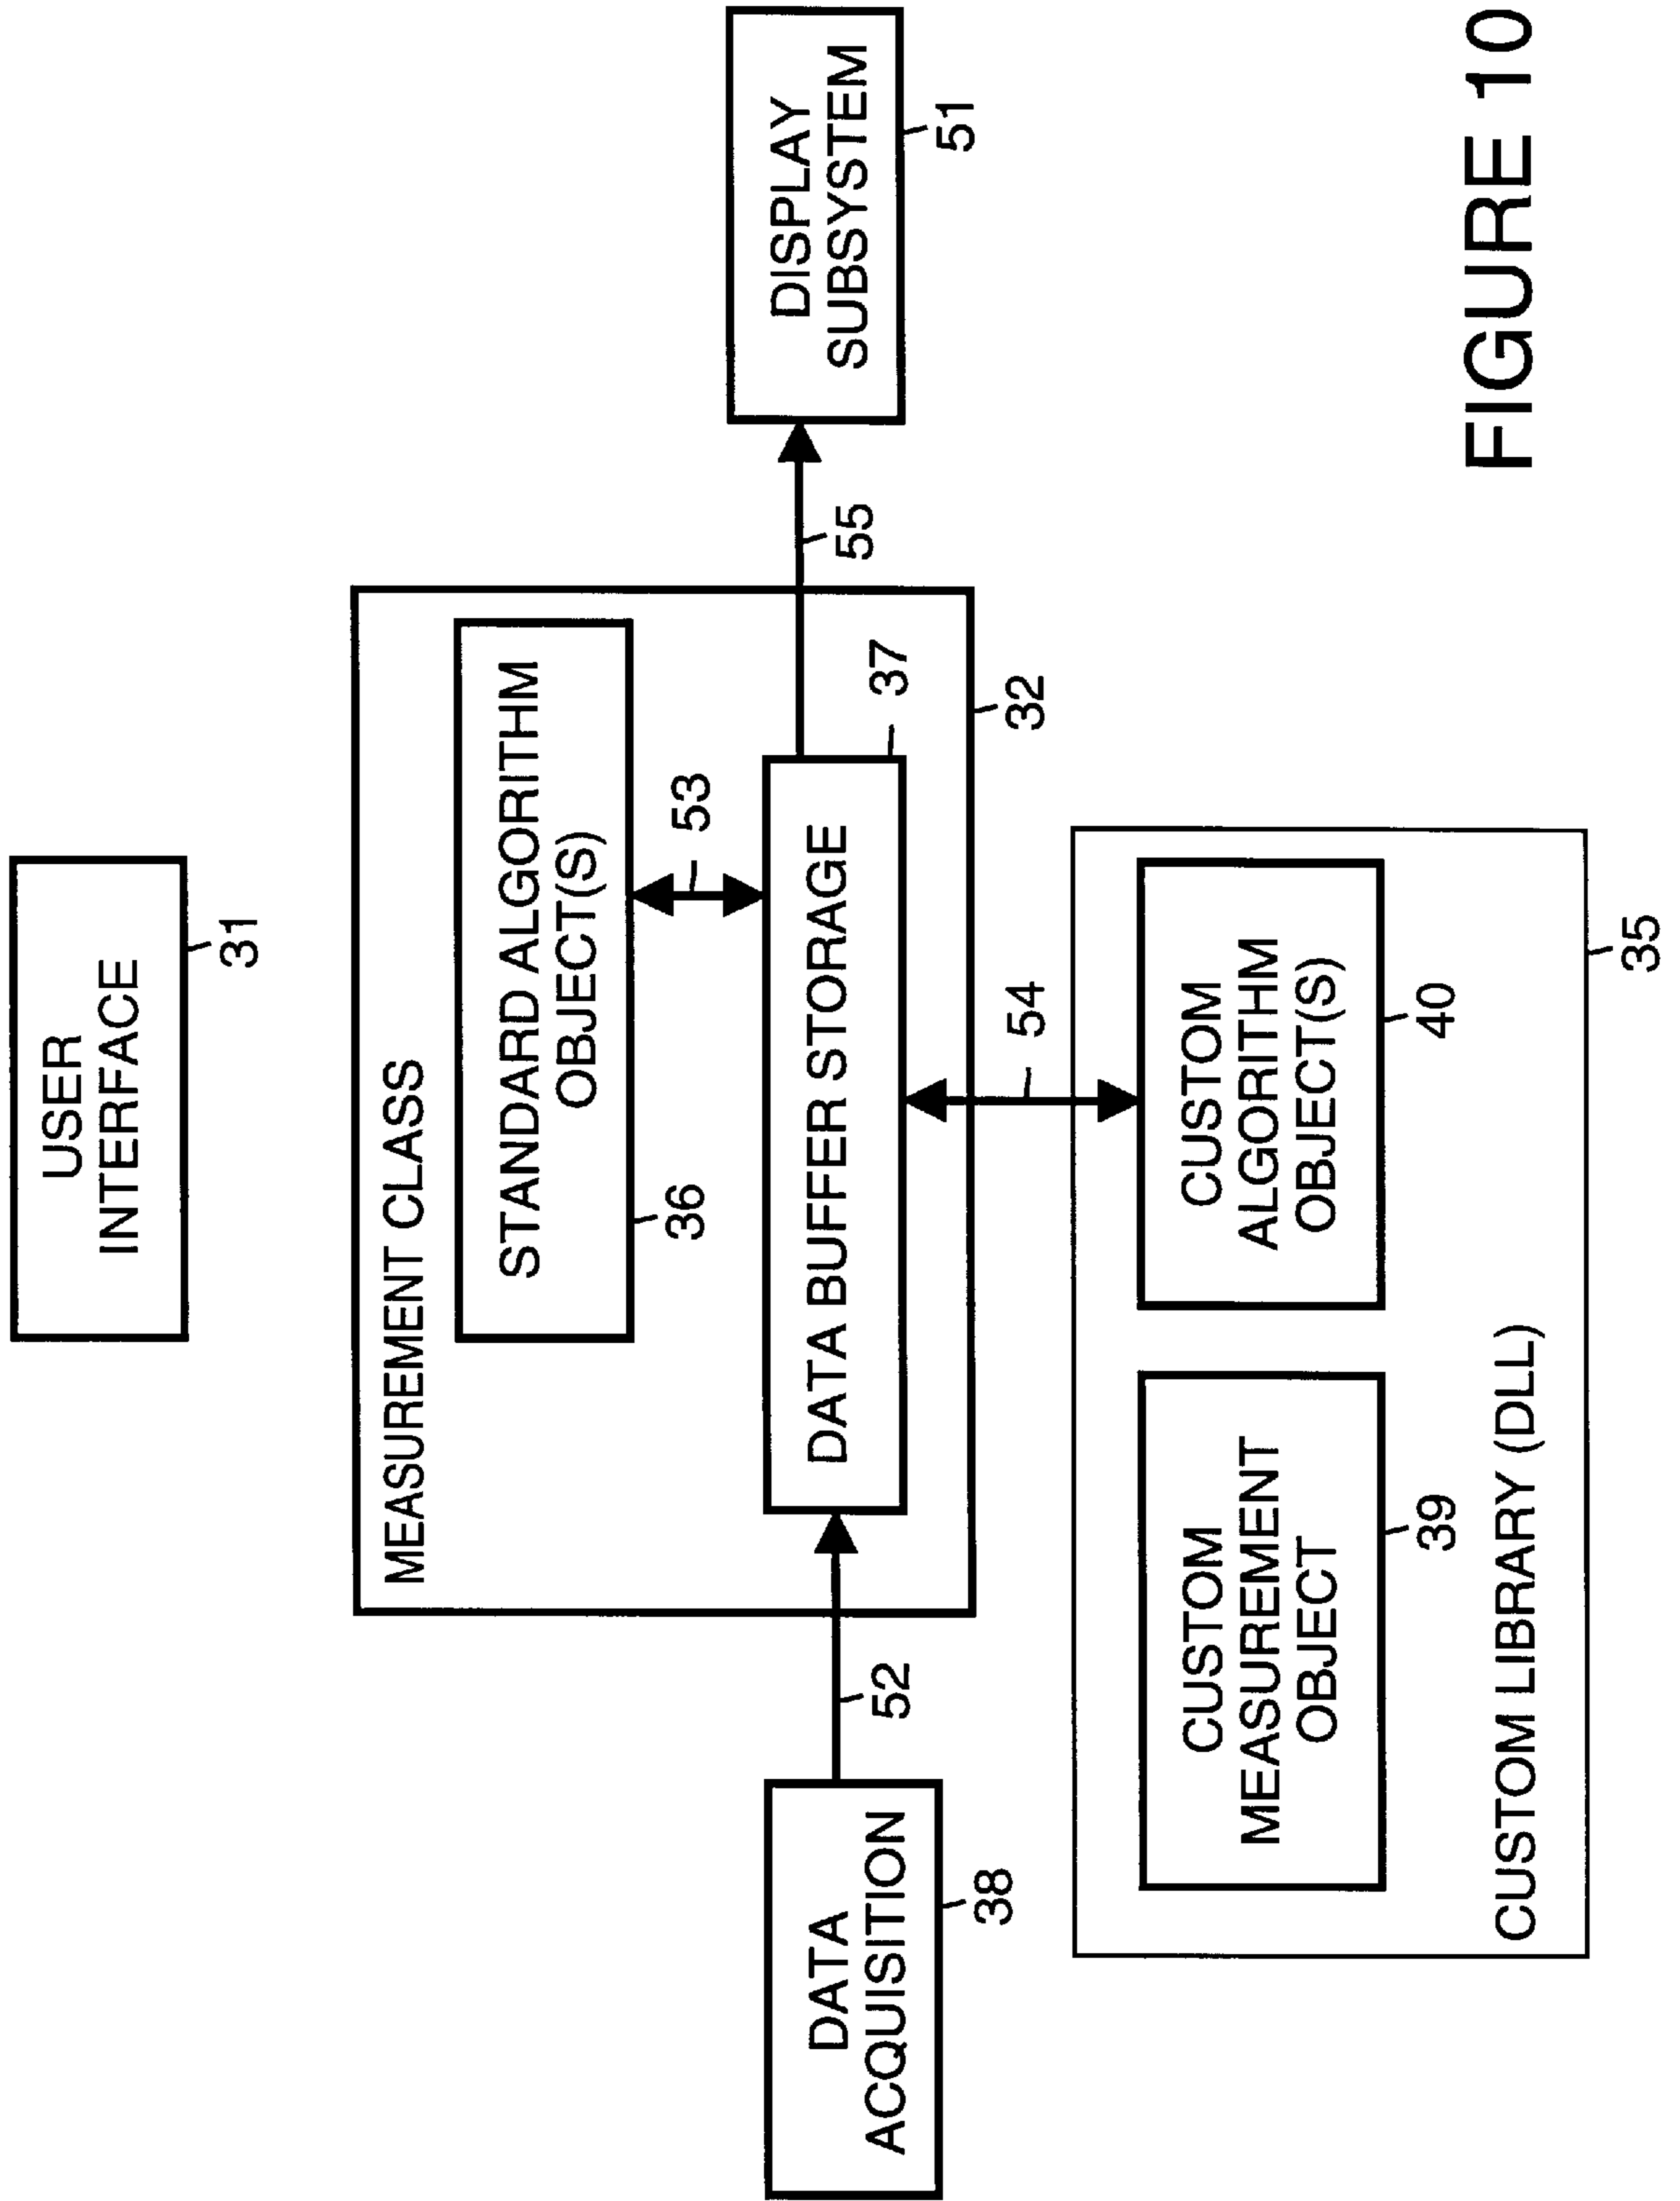 USER
INTERFACE
31
MEASUREMENT CLASS
STANDARD ALGORITHM
OBJECT(S)
36
53
DATA BUFFER STORAGE
37
32
DATA
ACQUISITION
38
52
55
DISPLAY
SUBSYSTEM
51
54
CUSTOM
MEASUREMENT
OBJECT
39
CUSTOM
ALGORITHM
OBJECT(S)
40
CUSTOM LIBRARY (DLL)
35
FIGURE 10